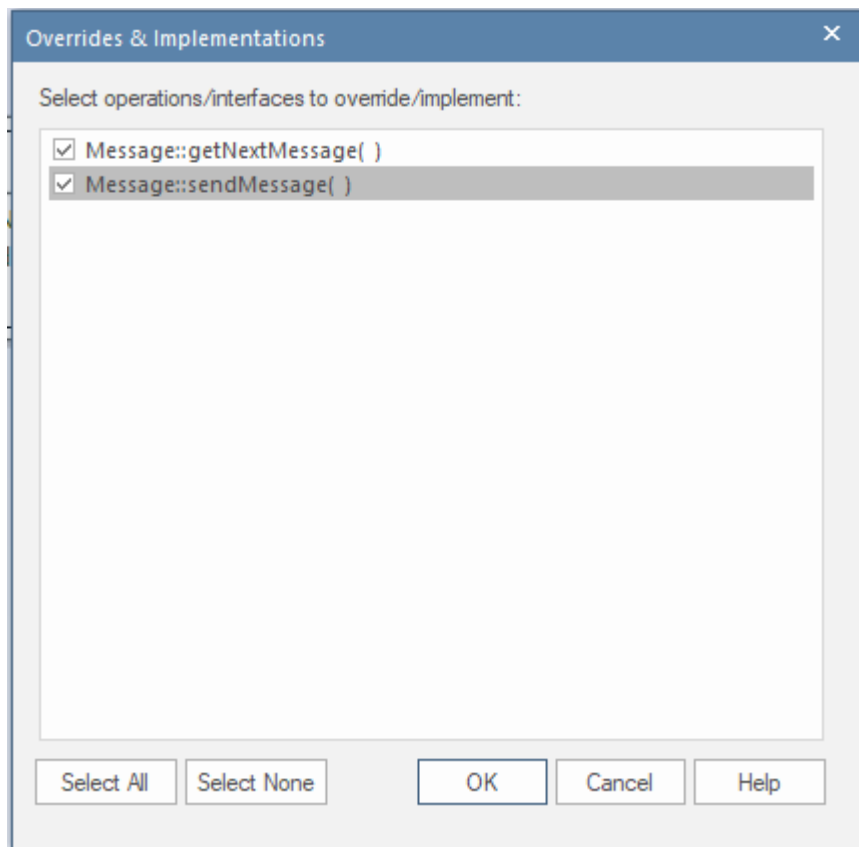 Overrides & Implementations
Select operations/interfaces to override/implement:
Message::getNextMessage( )
Message::sendMessage( )
Select All Select None OK Cancel Help